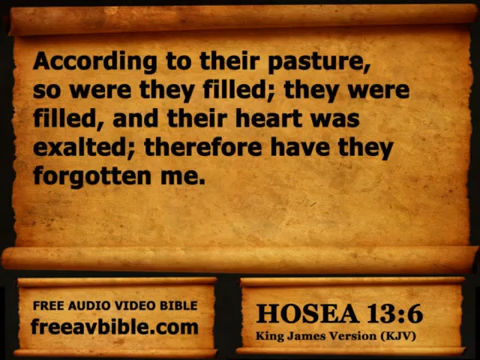 According to their pasture,
so were they filled; they were
filled, and their heart was
exalted; therefore have they
forgotten me.
FREE AUDIO VIDEO BIBLE
freeavbible.com
HOSEA 13:6
King James Version (KJV)